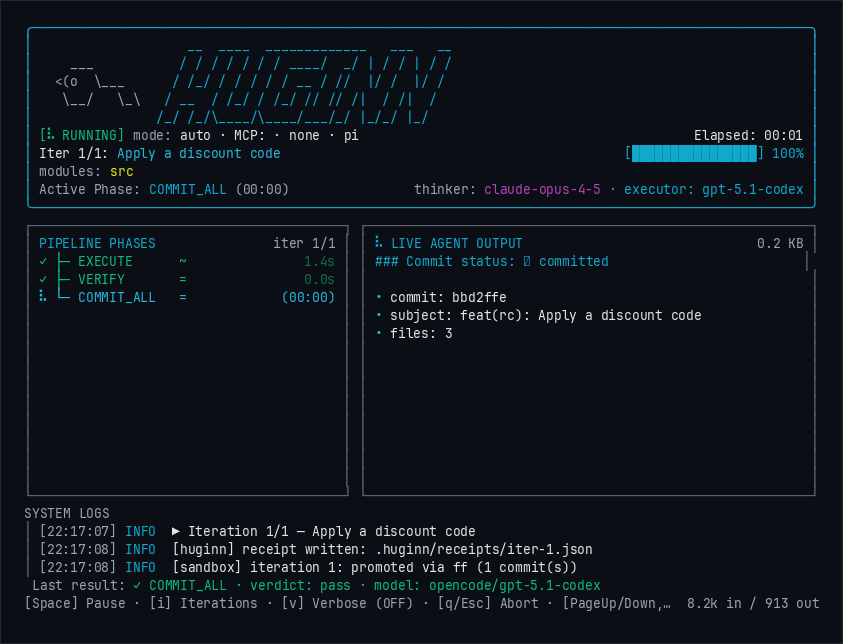 HUGINN
[⠧ RUNNING] mode: auto · MCP: · none · pi Elapsed: 00:01
Iter 1/1: Apply a discount code [████████████████] 100%
modules: src
Active Phase: COMMIT_ALL (00:00) thinker: claude-opus-4-5 · executor: gpt-5.1-codex
PIPELINE PHASES iter 1/1
✓ ├─ EXECUTE ~ 1.4s
✓ ├─ VERIFY = 0.0s
⠧ └─ COMMIT_ALL = (00:00)
⠧ LIVE AGENT OUTPUT 0.2 KB
### Commit status: committed
• commit: bbd2ffe
• subject: feat(rc): Apply a discount code
• files: 3
SYSTEM LOGS
│ [22:17:07] INFO ▶ Iteration 1/1 — Apply a discount code
│ [22:17:08] INFO [huginn] receipt written: .huginn/receipts/iter-1.json
│ [22:17:08] INFO [sandbox] iteration 1: promoted via ff (1 commit(s))
Last result: ✓ COMMIT_ALL · verdict: pass · model: opencode/gpt-5.1-codex
[Space] Pause · [i] Iterations · [v] Verbose (OFF) · [q/Esc] Abort · [PageUp/Down,… 8.2k in / 913 out